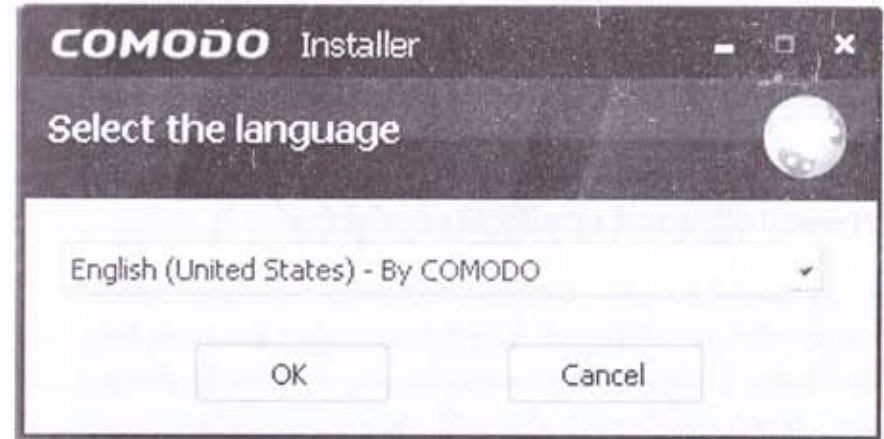 COMODO Installer
Select the language
English (United States) - By COMODO
OK Cancel